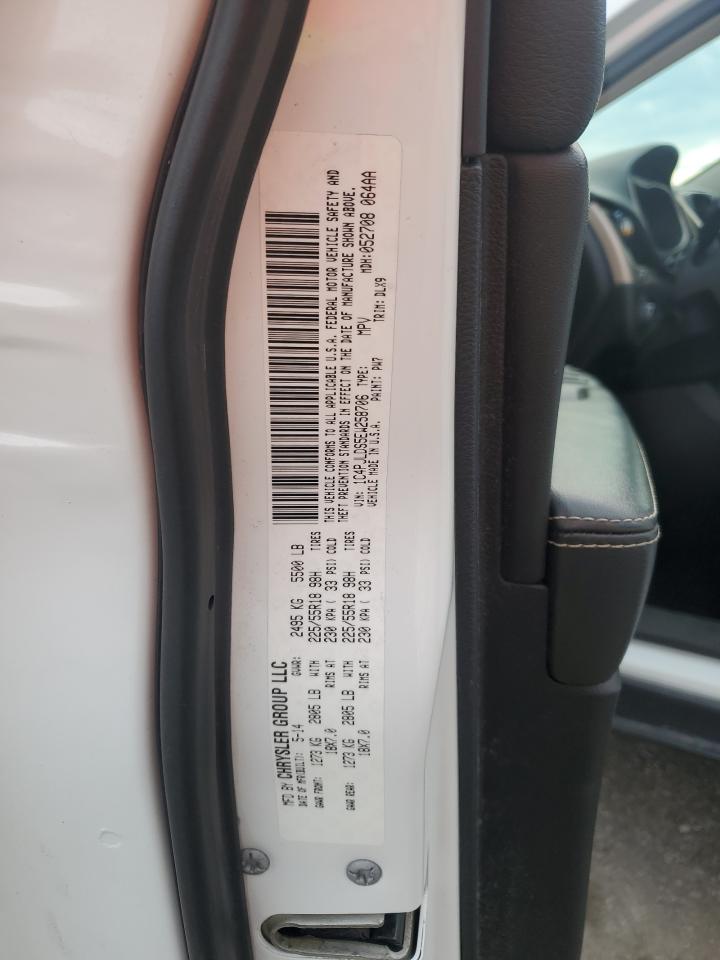 MFD BY CHRYSLER GROUP LLC
DATE OF MFR(BUILT): 5-14 GVWR: 2495 KG 5500 LB
GAWR FRONT: 1273 KG 2805 LB WITH 225/55R18 98H TIRES
18X7.0 RIMS AT 230 KPA ( 33 PSI) COLD
GAWR REAR: 1273 KG 2805 LB WITH 225/55R18 98H TIRES
18X7.0 RIMS AT 230 KPA ( 33 PSI) COLD
THIS VEHICLE CONFORMS TO ALL APPLICABLE U.S.A. FEDERAL MOTOR VEHICLE SAFETY AND
THEFT PREVENTION STANDARDS IN EFFECT ON THE DATE OF MANUFACTURE SHOWN ABOVE.
VIN: 1C4PJLDS5EW258706 TYPE: MPV MDH: 052708 064AA
VEHICLE MADE IN U.S.A. PAINT: PW7 TRIM: DLX9